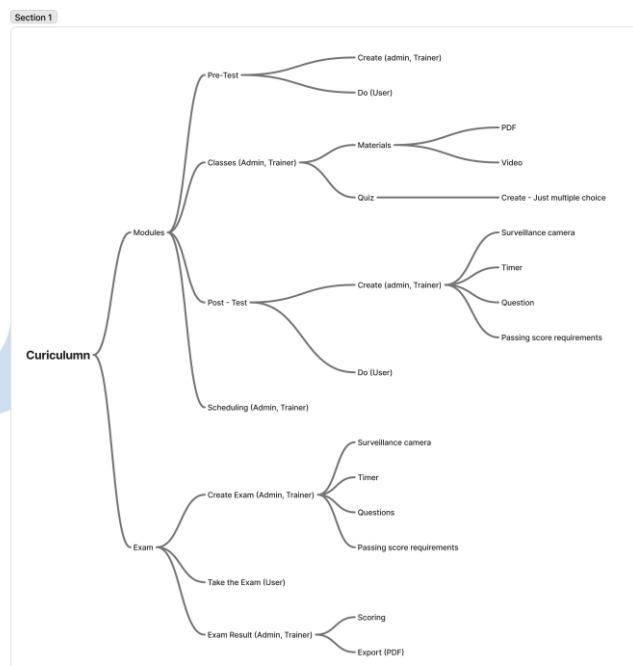 Section 1
Create (admin, Trainer)
Pre-Test
Do (User)
PDF
Materials
Classes (Admin, Trainer)
Video
Quiz
Create - Just multiple choice
Modules
Surveillance camera
Timer
Create (admin, Trainer)
Post - Test
Question
Passing score requirements
Curiculumn
Do (User)
Scheduling (Admin, Trainer)
Surveillance camera
Timer
Create Exam (Admin, Trainer)
Questions
Exam
Passing score requirements
Take the Exam (User)
Scoring
Exam Result (Admin, Trainer)
Export (PDF)